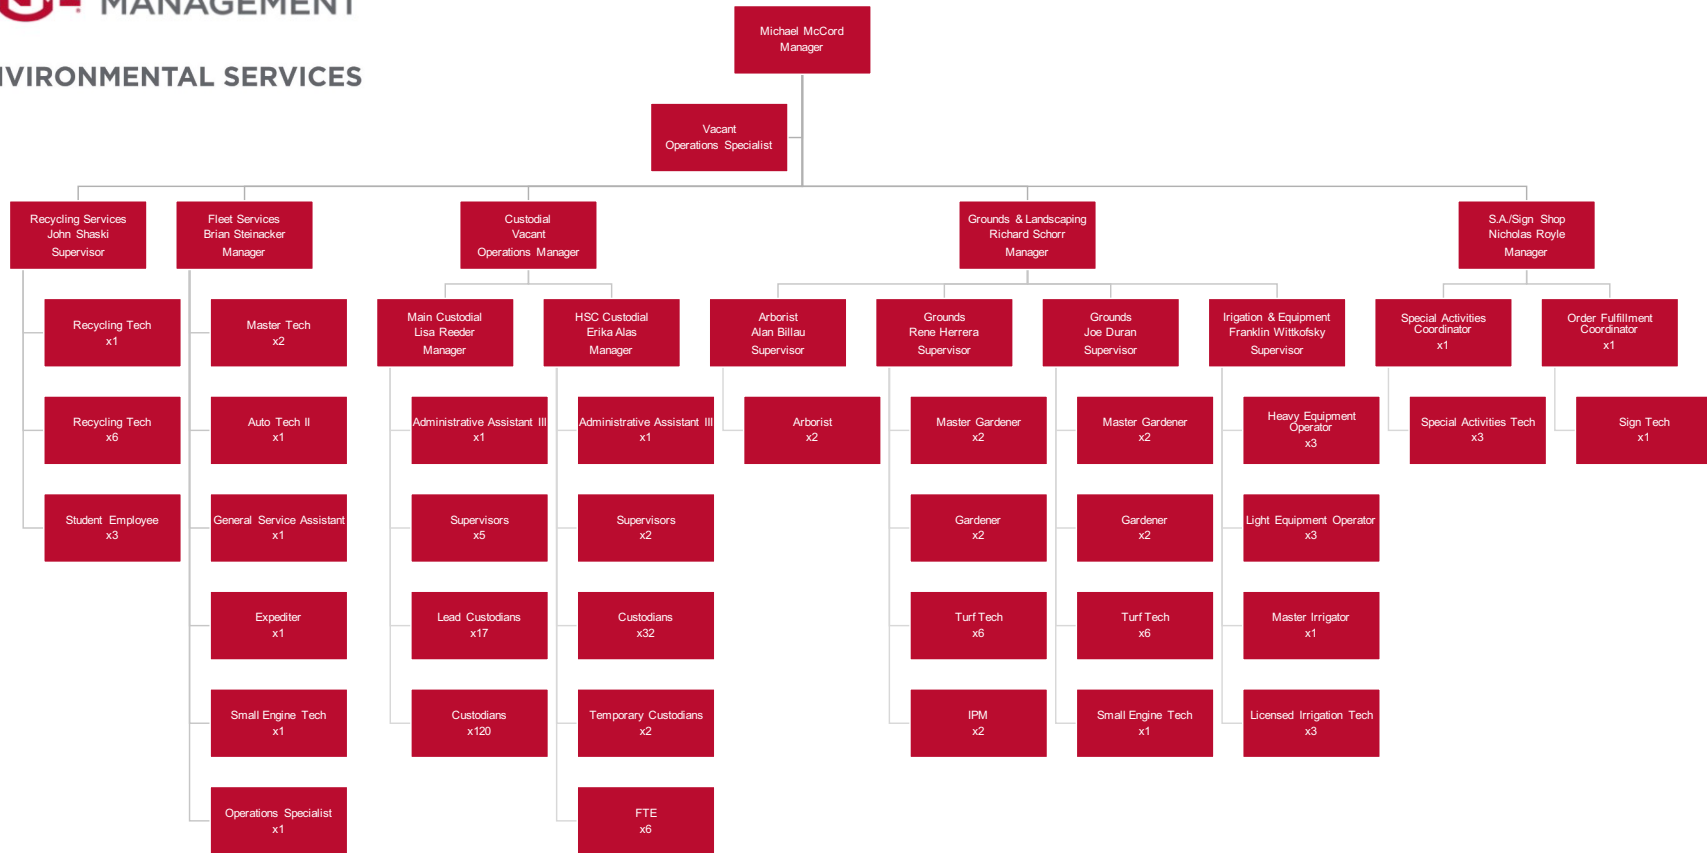 MANAGEMENT
NVIRONMENTAL SERVICES
Michael McCord
Manager
Vacant
Operations Specialist
Recycling Services
John Shaski
Supervisor
Fleet Services
Brian Steinacker
Manager
Custodial
Vacant
Operations Manager
Grounds & Landscaping
Richard Schorr
Manager
S.A./Sign Shop
Nicholas Royle
Manager
Recycling Tech
x1
Master Tech
x2
Main Custodial
Lisa Reeder
Manager
HSC Custodial
Erika Alas
Manager
Arborist
Alan Billau
Supervisor
Grounds
Rene Herrera
Supervisor
Grounds
Joe Duran
Supervisor
Irigation & Equipment
Franklin Wittkofsky
Supervisor
Special Activities
Coordinator
x1
Order Fulfillment
Coordinator
x1
Recycling Tech
x6
Auto Tech II
x1
Administrative Assistant III
x1
Administrative Assistant III
x1
Arborist
x2
Master Gardener
x2
Master Gardener
x2
Heavy Equipment
Operator
x3
Special Activities Tech
x3
Sign Tech
x1
Student Employee
x3
General Service Assistant
x1
Supervisors
x5
Supervisors
x2
Gardener
x2
Gardener
x2
Light Equipment Operator
x3
Expediter
x1
Lead Custodians
x17
Custodians
x32
Turf Tech
x6
Turf Tech
x6
Master Irrigator
x1
Small Engine Tech
x1
Custodians
x120
Temporary Custodians
x2
IPM
x2
Small Engine Tech
x1
Licensed Irrigation Tech
x3
Operations Specialist
x1
FTE
x6